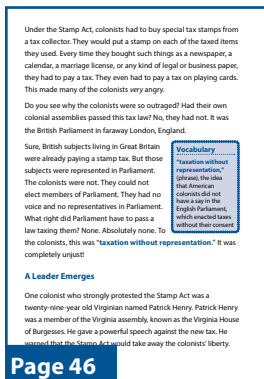 Under the Stamp Act, colonists had to buy special tax stamps from
a tax collector. They would put a stamp on each of the taxed items
they used. Every time they bought such things as a newspaper, a
calendar, a marriage license, or any kind of legal or business paper,
they had to pay a tax. They even had to pay a tax on playing cards.
This made many of the colonists very angry.
Do you see why the colonists were so outraged? Had their own
colonial assemblies passed this tax law? No, they had not. It was
the British Parliament in faraway London, England.
Sure, British subjects living in Great Britain
were already paying a stamp tax. But those
subjects were represented in Parliament.
The colonists were not. They could not
elect members of Parliament. They had no
voice and no representatives in Parliament.
What right did Parliament have to pass a
law taxing them? None. Absolutely none. To
the colonists, this was “taxation without representation.” It was
completely unjust!
Vocabulary
“taxation without
representation,”
(phrase), the idea
that American
colonists did not
have a say in the
English Parliament,
which enacted taxes
without their consent
A Leader Emerges
One colonist who strongly protested the Stamp Act was a
twenty-nine-year old Virginian named Patrick Henry. Patrick Henry
was a member of the Virginia assembly, known as the Virginia House
of Burgesses. He gave a powerful speech against the new tax. He
warned that the Stamp Act would take away the colonists’ liberty.
Page 46